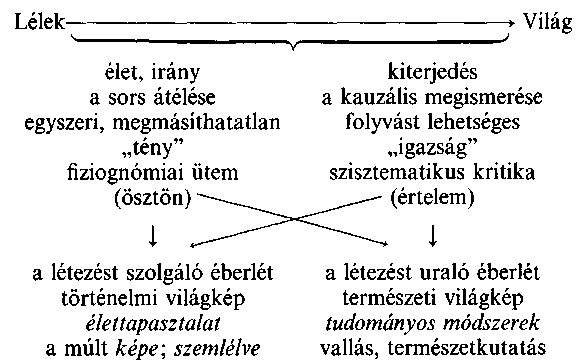 Lélek Világ
élet, irány
a sors átélése
egyszeri, megmásíthatatlan
„tény”
fiziognómiai ütem
(ösztön)
kiterjedés
a kauzális megismerése
folyvást lehetséges
„igazság”
szisztematikus kritika
(értelem)
a létezést szolgáló éberlét
történelmi világkép
élettapasztalat
a múlt képe; szemlélve
a létezést uraló éberlét
természeti világkép
tudományos módszerek
vallás, természetkutatás